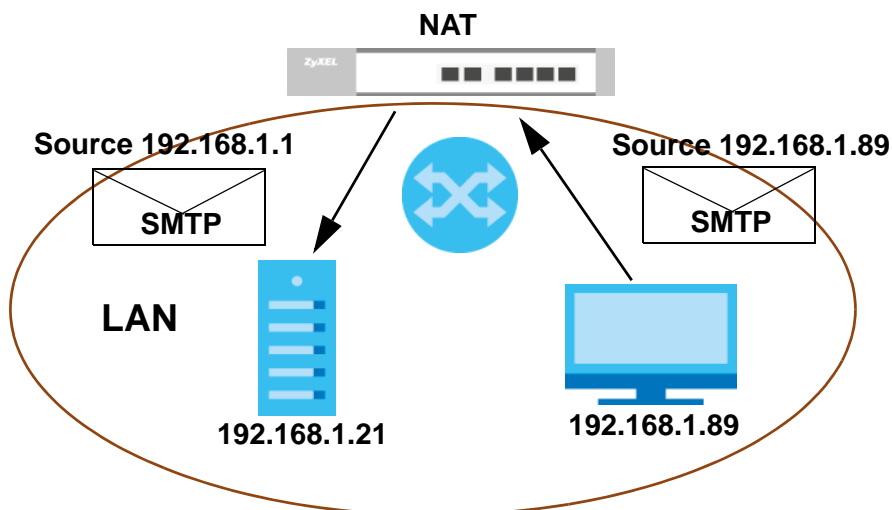 NAT
ZyXEL
Source 192.168.1.1
Source 192.168.1.89
SMTP
SMTP
LAN
192.168.1.21
192.168.1.89